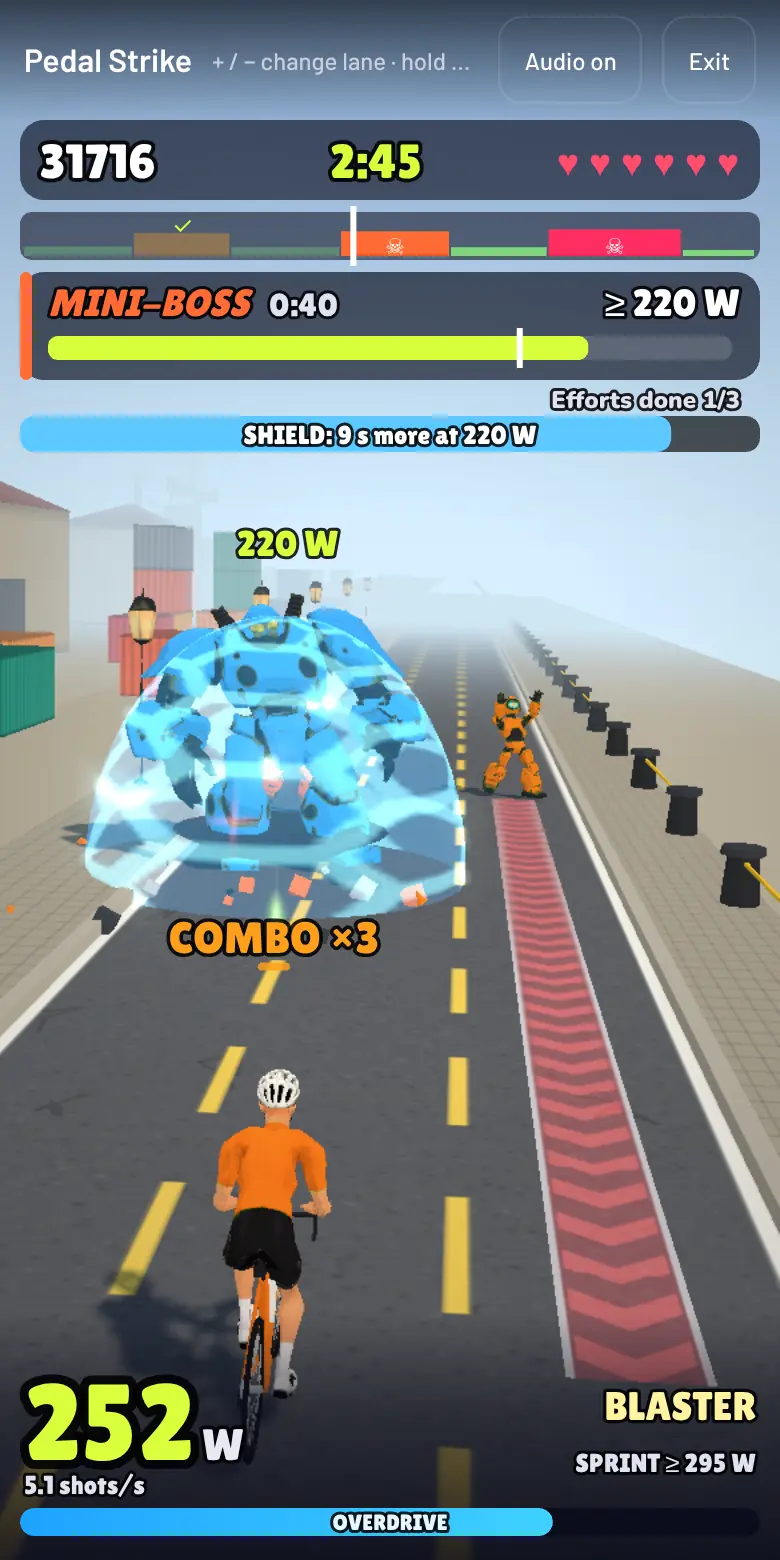 Pedal Strike
+ / − change lane · hold ...
Audio on
Exit
31716
2:45
MINI–BOSS 0:40
≥ 220 W
Efforts done 1/3
SHIELD: 9 s more at 220 W
220 W
COMBO ×3
252 W
5.1 shots/s
BLASTER
SPRINT ≥ 295 W
OVERDRIVE